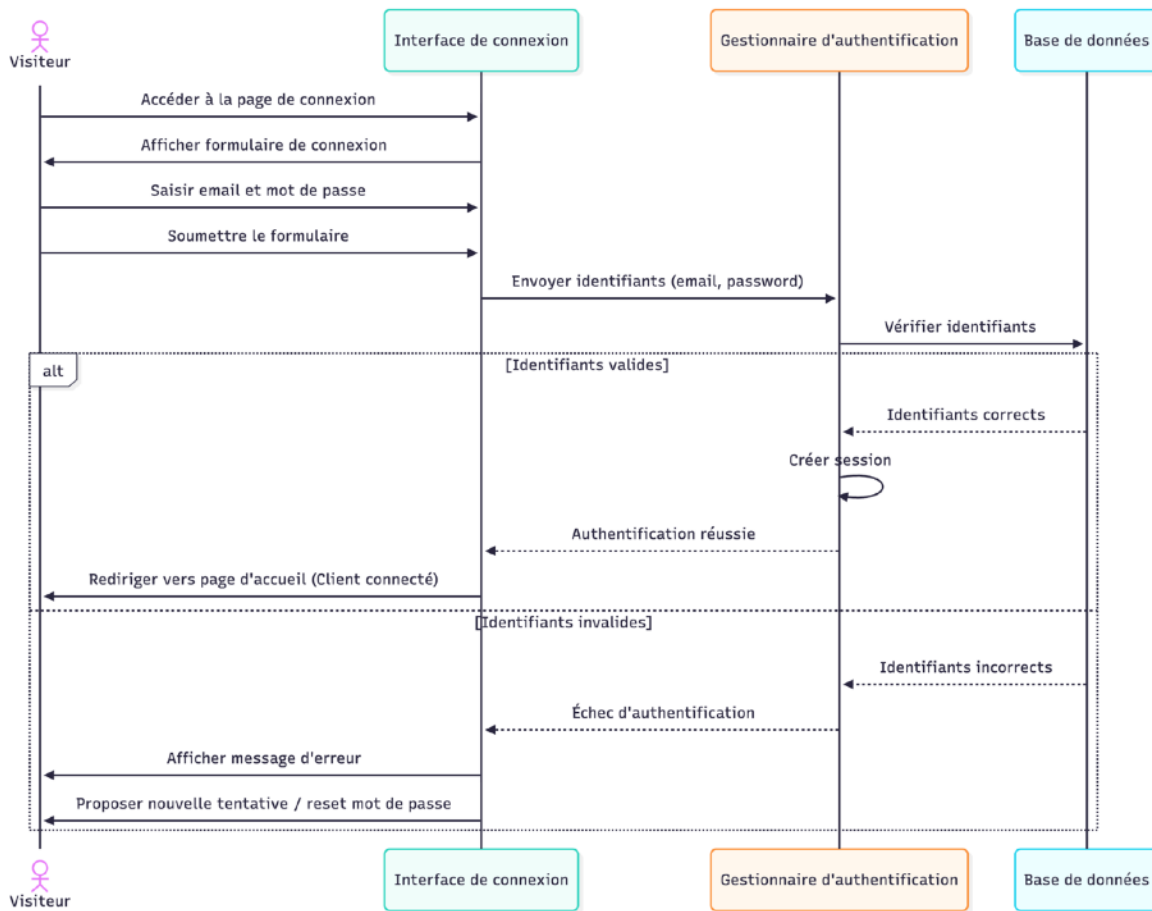 Visiteur
Interface de connexion
Gestionnaire d'authentification
Base de données
Accéder à la page de connexion
Afficher formulaire de connexion
Saisir email et mot de passe
Soumettre le formulaire
Envoyer identifiants (email, password)
Vérifier identifiants
alt
[Identifiants valides]
Identifiants corrects
Créer session
Authentification réussie
Rediriger vers page d'accueil (Client connecté)
[Identifiants invalides]
Identifiants incorrects
Échec d'authentification
Afficher message d'erreur
Proposer nouvelle tentative / reset mot de passe
Visiteur
Interface de connexion
Gestionnaire d'authentification
Base de données